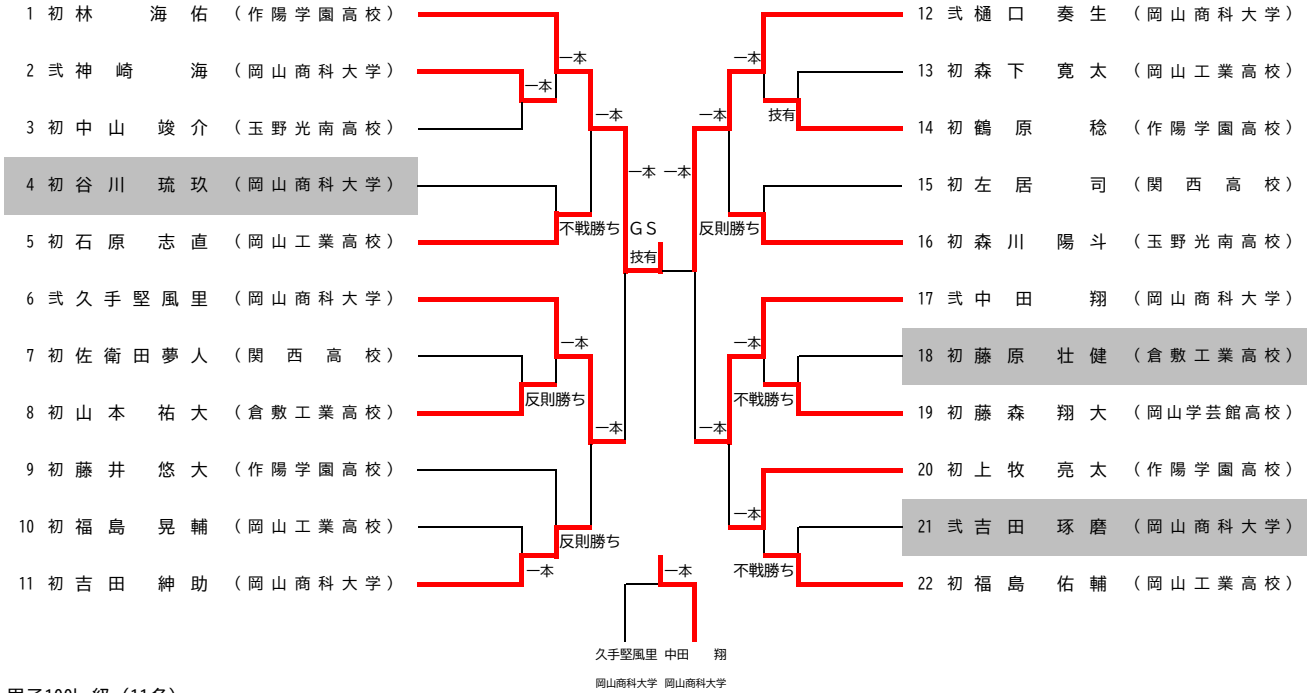 1 初 林 海 佑 (作陽学園高校)
2 弐 神 崎 海 (岡山商科大学)
3 初 中 山 竣 介 (玉野光南高校)
4 初 谷 川 琉 玖 (岡山商科大学)
5 初 石 原 志 直 (岡山工業高校)
6 弐 久 手 堅 風 里 (岡山商科大学)
7 初 佐 衛 田 夢 人 (関 西 高 校)
8 初 山 本 祐 大 (倉敷工業高校)
9 初 藤 井 悠 大 (作陽学園高校)
10 初 福 島 晃 輔 (岡山工業高校)
11 初 吉 田 紳 助 (岡山商科大学)
一本
一本
一本
不戦勝ち
一本
一本
反則勝ち
一本
反則勝ち
一本
GS
技有
一本
一本
一本
技有
反則勝ち
一本
不戦勝ち
一本
一本
不戦勝ち
12 弐 樋 口 奏 生 (岡山商科大学)
13 初 森 下 寛 太 (岡山工業高校)
14 初 鶴 原 稔 (作陽学園高校)
15 初 左 居 司 (関 西 高 校)
16 初 森 川 陽 斗 (玉野光南高校)
17 弐 中 田 翔 (岡山商科大学)
18 初 藤 原 壮 健 (倉敷工業高校)
19 初 藤 森 翔 大 (岡山学芸館高校)
20 初 上 牧 亮 太 (作陽学園高校)
21 弐 吉 田 琢 磨 (岡山商科大学)
22 初 福 島 佑 輔 (岡山工業高校)
一本
久手堅風里 中田 翔
岡山商科大学 岡山商科大学